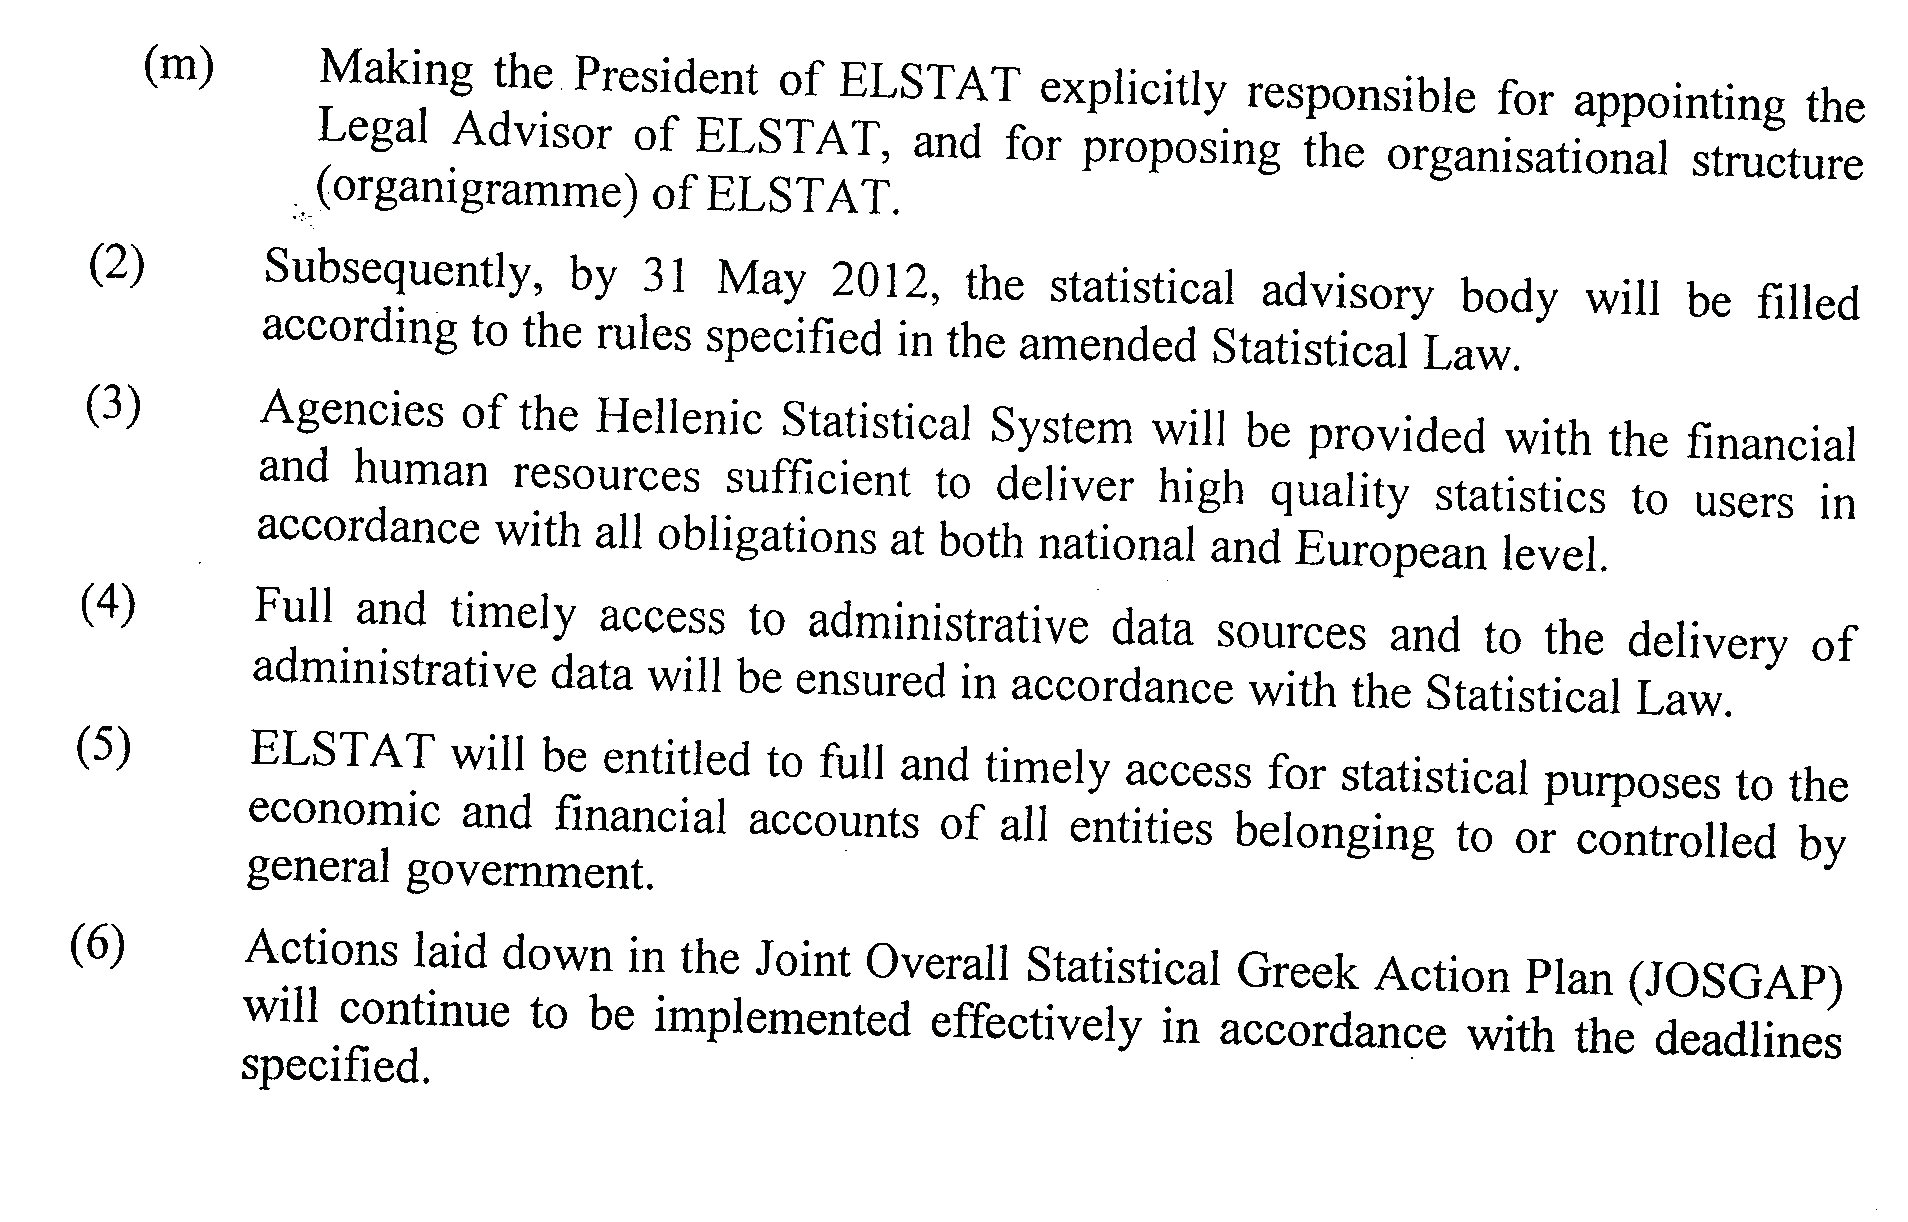 (m) Making the President of ELSTAT explicitly responsible for appointing the
Legal Advisor of ELSTAT, and for proposing the organisational structure
(organigramme) of ELSTAT.
(2) Subsequently, by 31 May 2012, the statistical advisory body will be filled
according to the rules specified in the amended Statistical Law.
(3) Agencies of the Hellenic Statistical System will be provided with the financial
and human resources sufficient to deliver high quality statistics to users in
accordance with all obligations at both national and European level.
(4) Full and timely access to administrative data sources and to the delivery of
administrative data will be ensured in accordance with the Statistical Law.
(5) ELSTAT will be entitled to full and timely access for statistical purposes to the
economic and financial accounts of all entities belonging to or controlled by
general government.
(6) Actions laid down in the Joint Overall Statistical Greek Action Plan (JOSGAP)
will continue to be implemented effectively in accordance with the deadlines
specified.